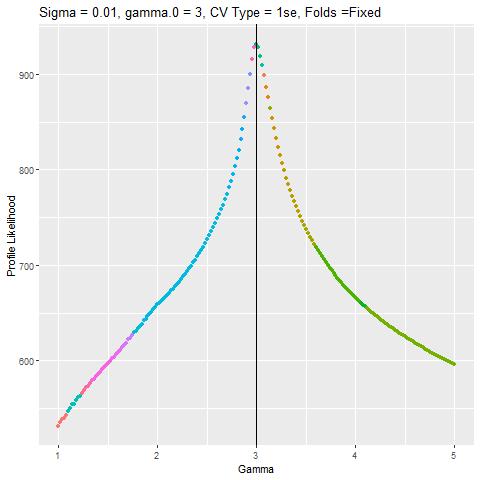 Sigma = 0.01, gamma.0 = 3, CV Type = 1se, Folds =Fixed
900
800
700
600
Profile Likelihood
1 2 3 4 5
Gamma